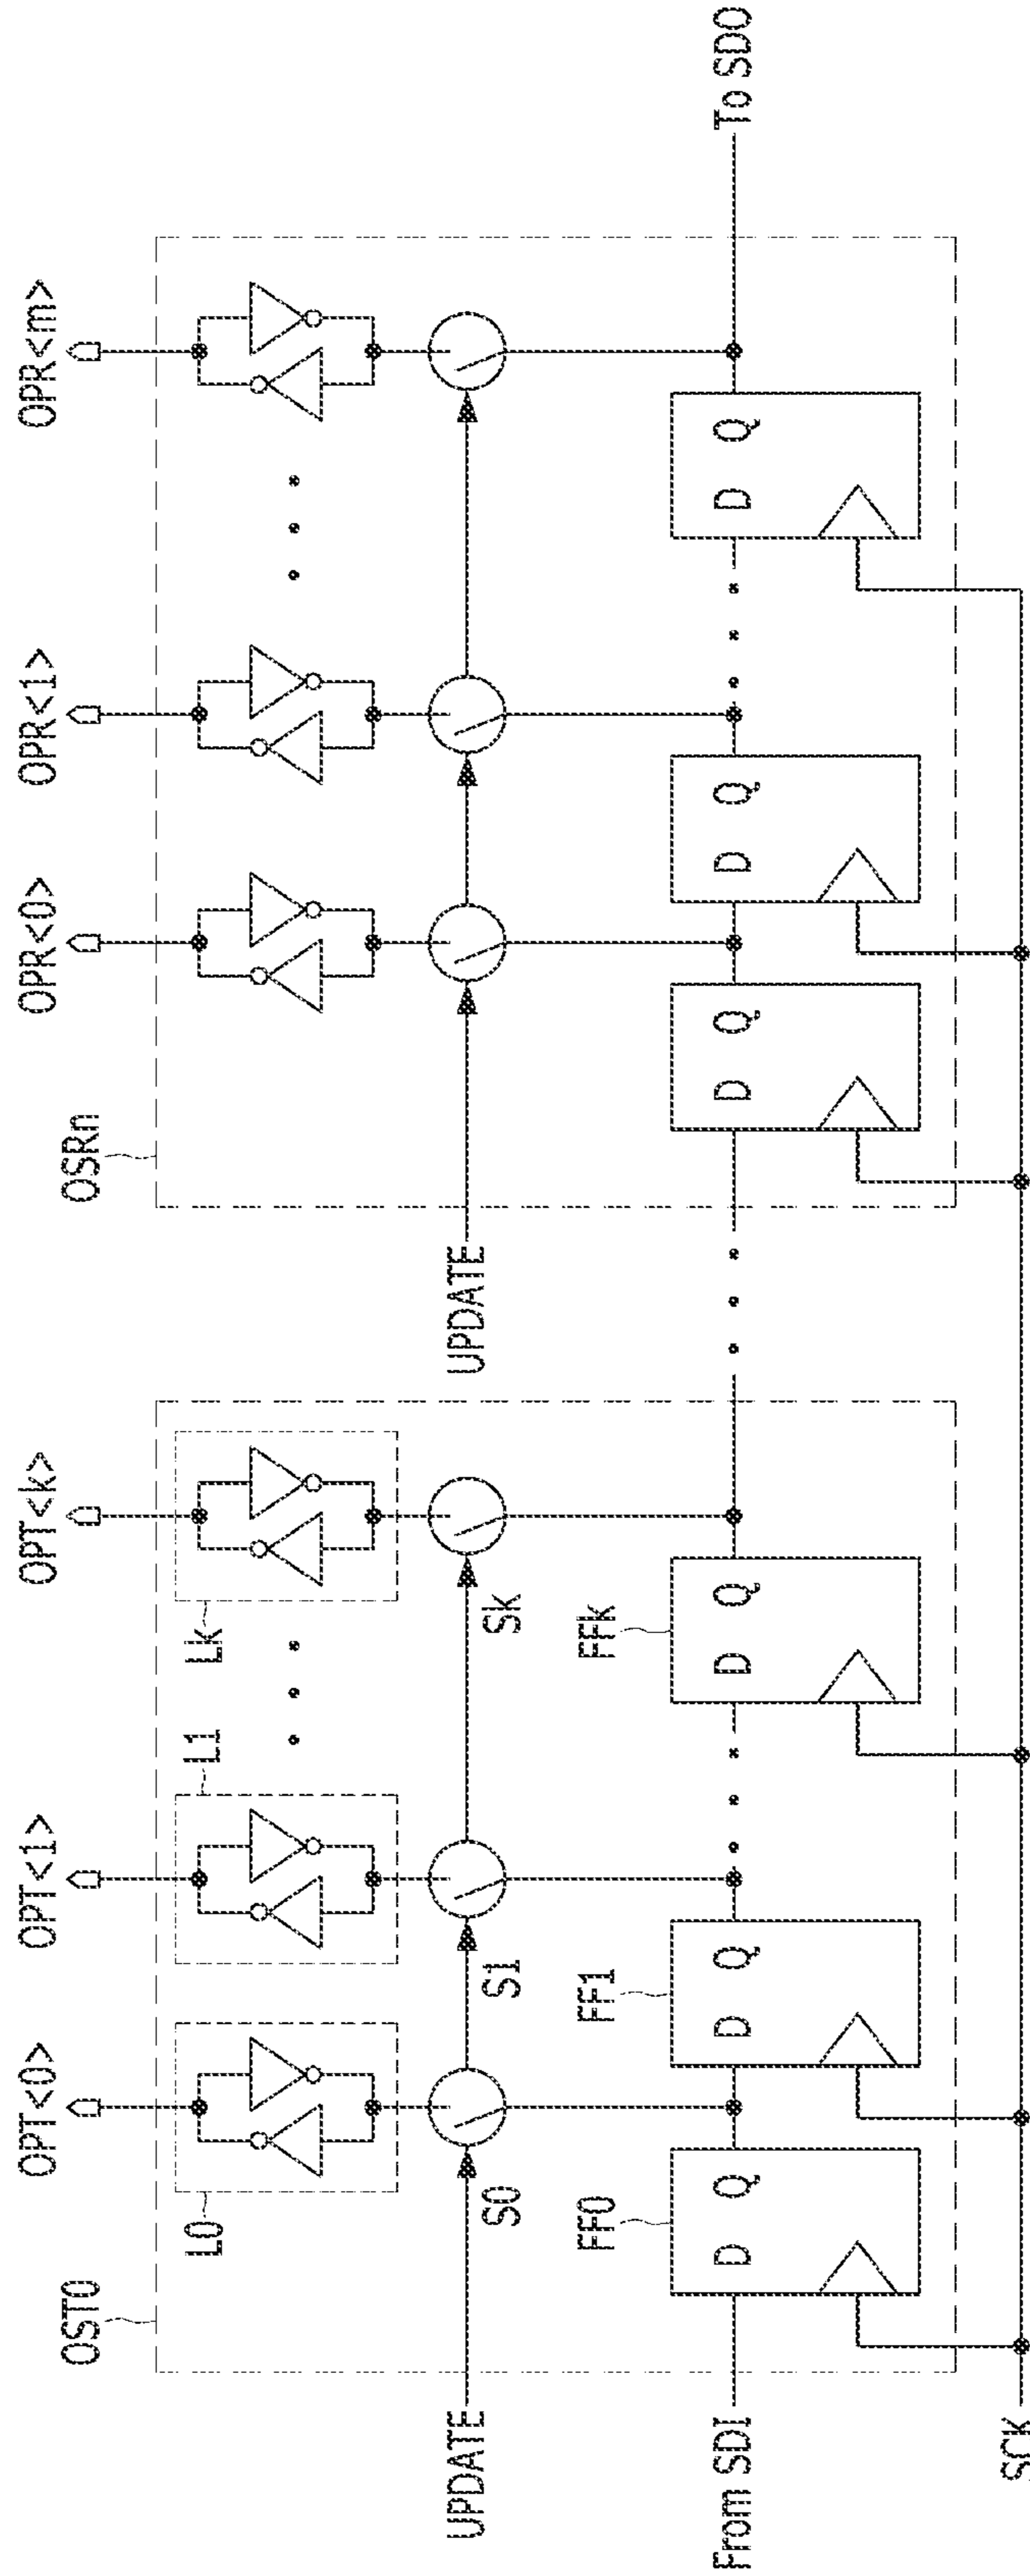 OPT<0>
OPT<1>
OPT<k>
OPR<0>
OPR<1>
OPR<m>
OST0
OSRn
L0
L1
Lk
UPDATE
S0
S1
Sk
UPDATE
FF0
FF1
FFk
From SDI
D Q
D Q
D Q
D Q
D Q
D Q
To SDO
SCK